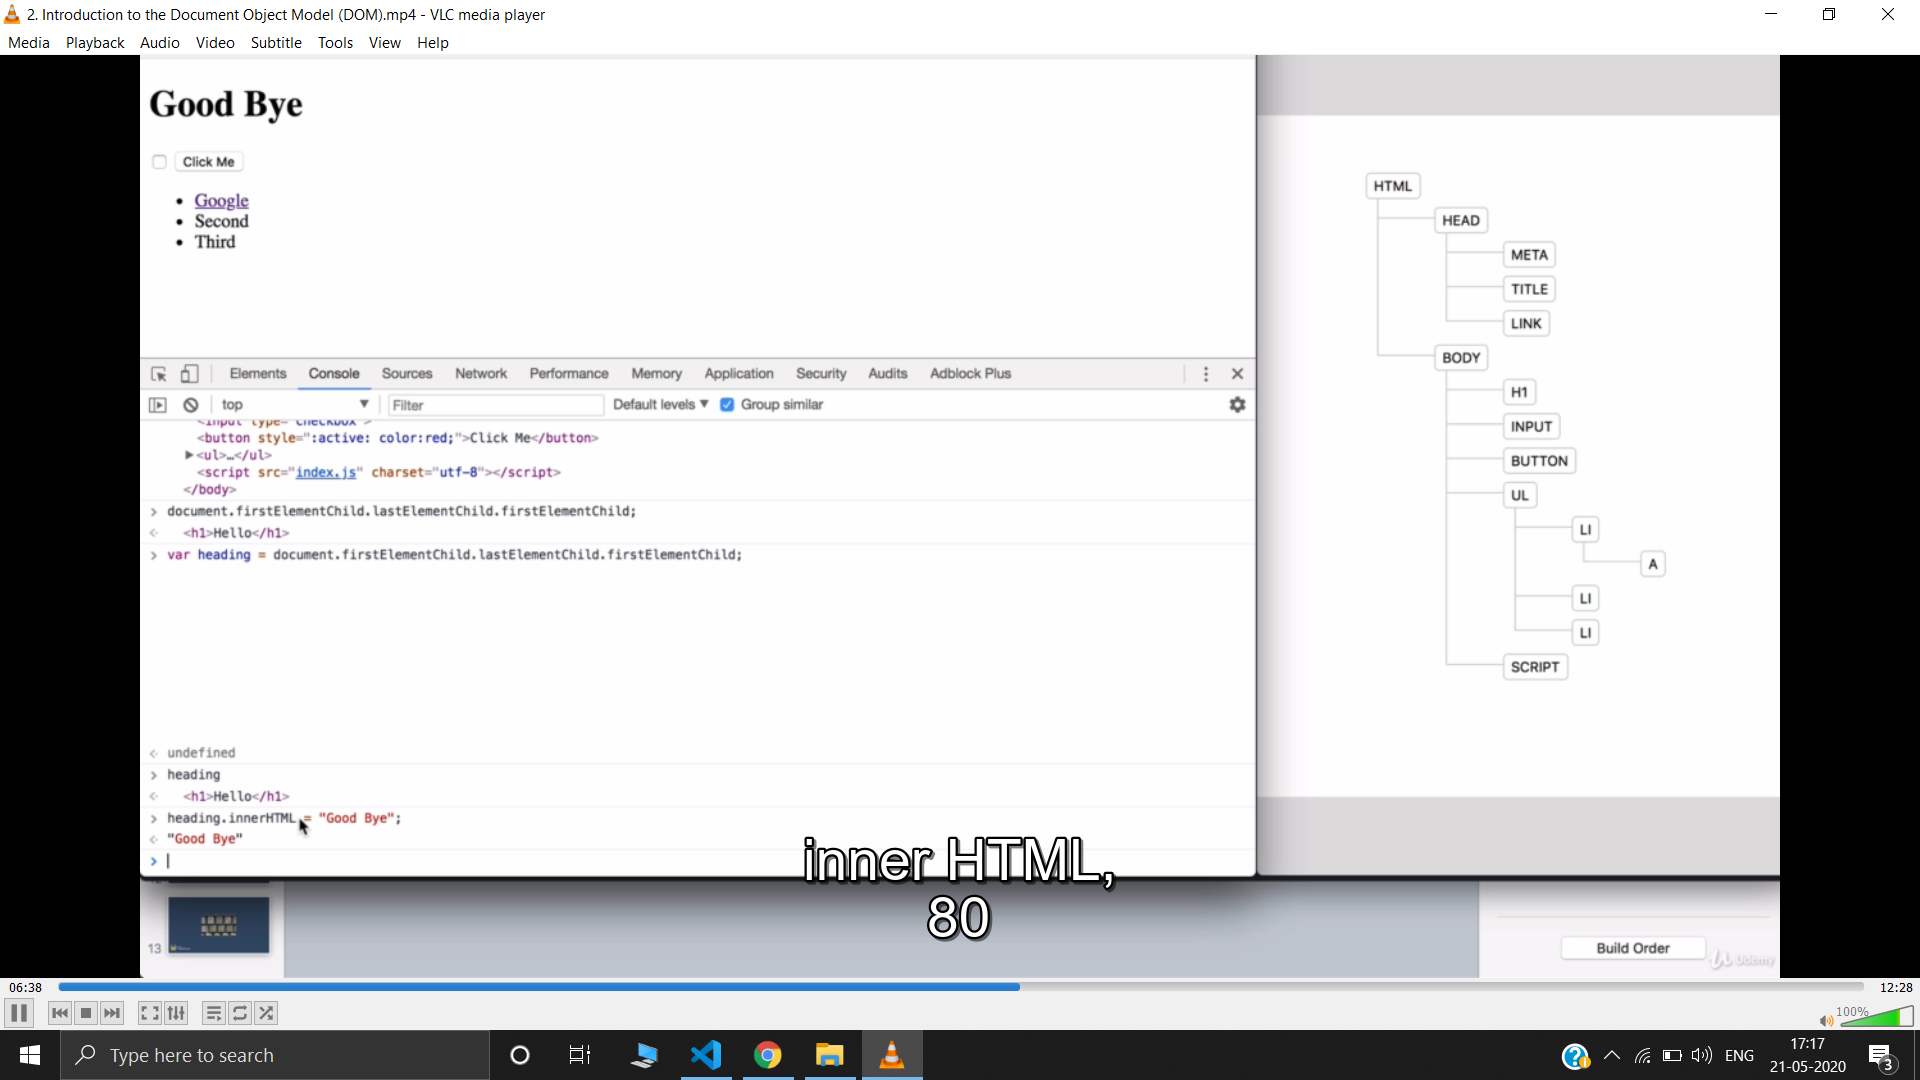 2. Introduction to the Document Object Model (DOM).mp4 - VLC media player
Media Playback Audio Video Subtitle Tools View Help
Good Bye
Click Me
• Google
• Second
• Third
HTML
HEAD
META
TITLE
LINK
BODY
H1
INPUT
BUTTON
UL
LI
A
LI
LI
SCRIPT
Elements Console Sources Network Performance Memory Application Security Audits Adblock Plus
top Filter Default levels Group similar
<input type="checkbox">
<button style=":active: color:red;">Click Me</button>
<ul>…</ul>
<script src="index.js" charset="utf-8"></script>
</body>
> document.firstElementChild.lastElementChild.firstElementChild;
<h1>Hello</h1>
> var heading = document.firstElementChild.lastElementChild.firstElementChild;
undefined
> heading
<h1>Hello</h1>
> heading.innerHTML = "Good Bye";
"Good Bye"
>
inner HTML,
80
13
Build Order
Udemy
06:38
12:28
100%
Type here to search
ENG
17:17
21-05-2020
3